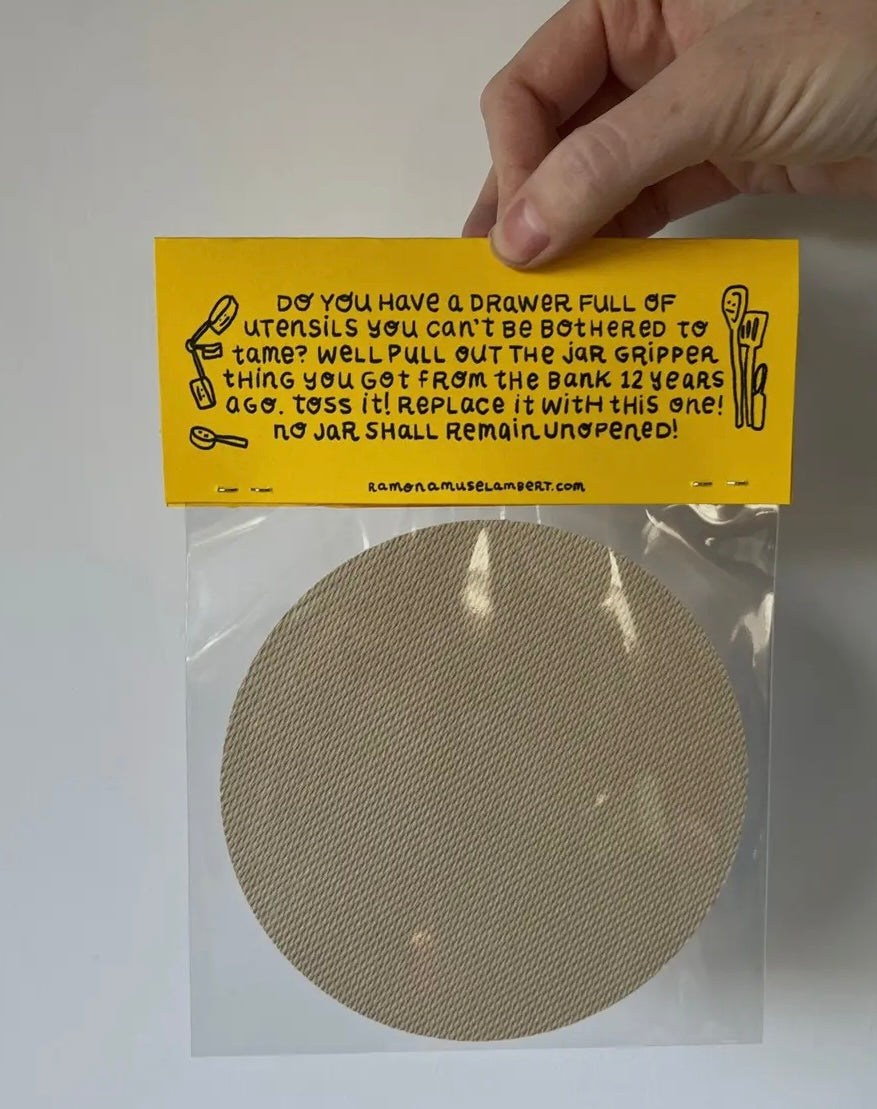 DO YOU HAVE a DRAWER FULL OF
UTENSiLS YOU CAN'T BE BOTHERED TO
tame? WELL PULL OUT THE jaR GRIPPER
tHiNG YOU GOT FROM tHE BANK 12 YEARS
AGO. TOSS it! REPLACE it WitH tHiS ONE!
NO JaR SHALL REMAIN UNOPENED!
RamonamuseLamBERT.com